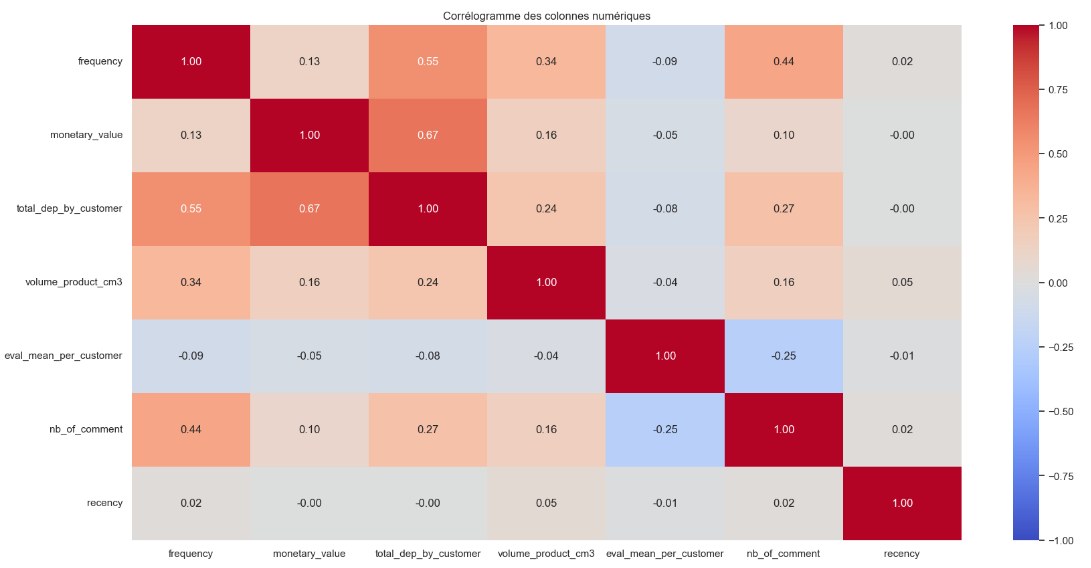 Corrélogramme des colonnes numériques
frequency 1.00 0.13 0.55 0.34 -0.09 0.44 0.02
monetary_value 0.13 1.00 0.67 0.16 -0.05 0.10 -0.00
total_dep_by_customer 0.55 0.67 1.00 0.24 -0.08 0.27 -0.00
volume_product_cm3 0.34 0.16 0.24 1.00 -0.04 0.16 0.05
eval_mean_per_customer -0.09 -0.05 -0.08 -0.04 1.00 -0.25 -0.01
nb_of_comment 0.44 0.10 0.27 0.16 -0.25 1.00 0.02
recency 0.02 -0.00 -0.00 0.05 -0.01 0.02 1.00
frequency monetary_value total_dep_by_customer volume_product_cm3 eval_mean_per_customer nb_of_comment recency
1.00
0.75
0.50
0.25
0.00
−0.25
−0.50
−0.75
−1.00